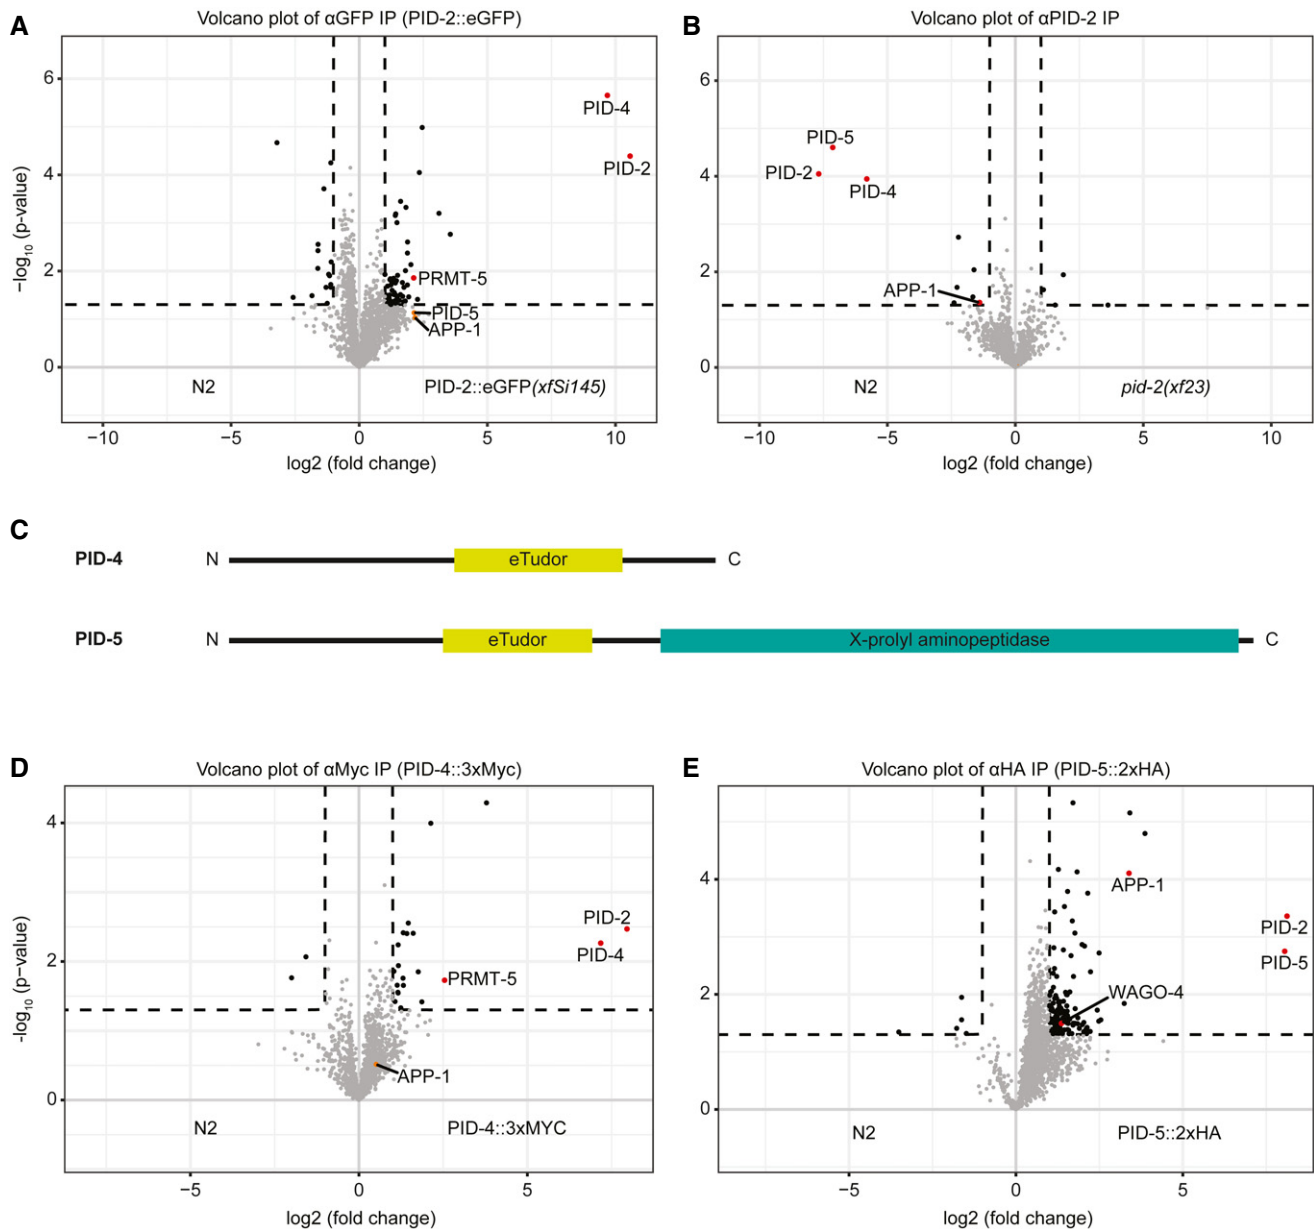 A
Volcano plot of αGFP IP (PID-2::eGFP)
−log10 (p-value)
6
4
2
0
PID-4
PID-2
PRMT-5
PID-5
APP-1
N2
PID-2::eGFP(xfSi145)
−10
−5
0
5
10
log2 (fold change)
B
Volcano plot of αPID-2 IP
6
4
2
0
PID-5
PID-2
PID-4
APP-1
N2
pid-2(xf23)
−10
−5
0
5
10
log2 (fold change)
C
PID-4
N
eTudor
C
PID-5
N
eTudor
X-prolyl aminopeptidase
C
D
Volcano plot of αMyc IP (PID-4::3xMyc)
-log10 (p−value)
4
2
0
PID-2
PID-4
PRMT-5
APP-1
N2
PID-4::3xMYC
−5
0
5
log2 (fold change)
E
Volcano plot of αHA IP (PID-5::2xHA)
4
2
0
APP-1
PID-2
PID-5
WAGO-4
N2
PID-5::2xHA
−5
0
5
log2 (fold change)